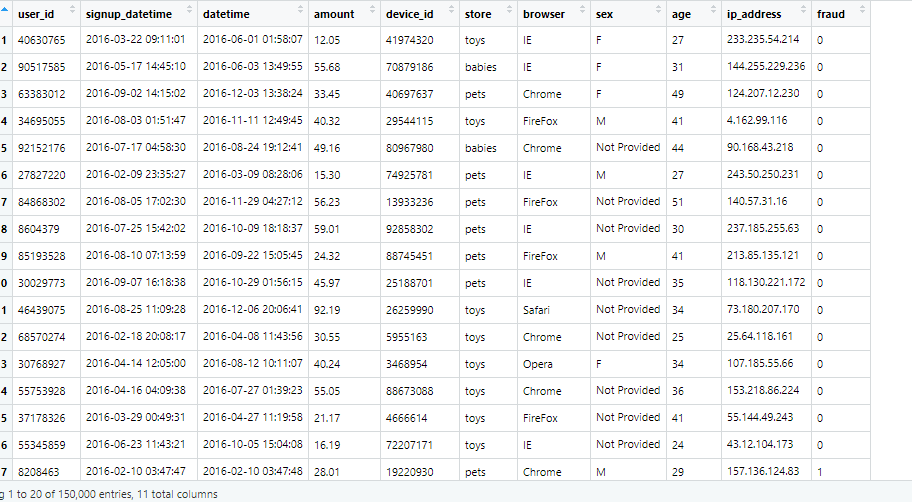 user_id signup_datetime datetime amount device_id store browser sex age ip_address fraud
1 40630765 2016-03-22 09:11:01 2016-06-01 01:58:07 12.05 41974320 toys IE F 27 233.235.54.214 0
2 90517585 2016-05-17 14:45:10 2016-06-03 13:49:55 55.68 70879186 babies IE F 31 144.255.229.236 0
3 63383012 2016-09-02 14:15:02 2016-12-03 13:38:24 33.45 40697637 pets Chrome F 49 124.207.12.230 0
4 34695055 2016-08-03 01:51:47 2016-11-11 12:49:45 40.32 29544115 toys FireFox M 41 4.162.99.116 0
5 92152176 2016-07-17 04:58:30 2016-08-24 19:12:41 49.16 80967980 babies Chrome Not Provided 44 90.168.43.218 0
6 27827220 2016-02-09 23:35:27 2016-03-09 08:28:06 15.30 74925781 pets IE M 27 243.50.250.231 0
7 84868302 2016-08-05 17:02:30 2016-11-29 04:27:12 56.23 13933236 pets FireFox Not Provided 51 140.57.31.16 0
8 8604379 2016-07-25 15:42:02 2016-10-09 18:18:37 59.01 92858302 pets IE Not Provided 30 237.185.255.63 0
9 85193528 2016-08-10 07:13:59 2016-09-22 15:05:45 24.32 88745451 pets FireFox M 41 213.85.135.121 0
0 30029773 2016-09-07 16:18:38 2016-10-29 01:56:15 45.97 25188701 pets IE Not Provided 35 118.130.221.172 0
1 46439075 2016-08-25 11:09:28 2016-12-06 20:06:41 92.19 26259990 toys Safari Not Provided 34 73.180.207.170 0
2 68570274 2016-02-18 20:08:17 2016-04-08 11:43:56 30.55 5955163 toys Chrome Not Provided 25 25.64.118.161 0
3 30768927 2016-04-14 12:05:00 2016-08-12 10:11:07 40.24 3468954 toys Opera F 34 107.185.55.66 0
4 55753928 2016-04-16 04:09:38 2016-07-27 01:39:23 55.05 88673088 toys Chrome Not Provided 36 153.218.86.224 0
5 37178326 2016-03-29 00:49:31 2016-04-27 11:19:58 21.17 4666614 toys FireFox Not Provided 41 55.144.49.243 0
6 55345859 2016-06-23 11:43:21 2016-10-05 15:04:08 16.19 72207171 toys IE Not Provided 24 43.12.104.173 0
7 8208463 2016-02-10 03:47:47 2016-02-10 03:47:48 28.01 19220930 pets Chrome M 29 157.136.124.83 1
g 1 to 20 of 150,000 entries, 11 total columns